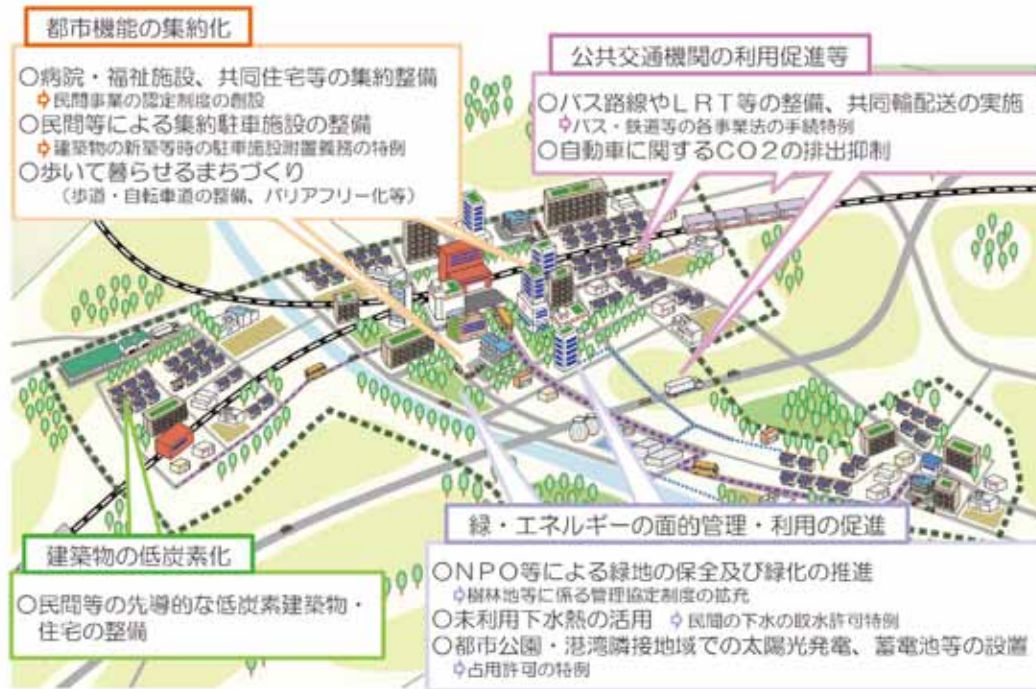 都市機能の集約化
○病院・福祉施設、共同住宅等の集約整備
⇨民間事業の認定制度の創設
○民間等による集約駐車施設の整備
⇨建築物の新築等時の駐車施設附置義務の特例
○歩いて暮らせるまちづくり
（歩道・自転車道の整備、バリアフリー化等）
公共交通機関の利用促進等
○バス路線やＬＲＴ等の整備、共同輸配送の実施
⇨バス・鉄道等の各事業法の手続特例
○自動車に関するＣＯ２の排出抑制
建築物の低炭素化
○民間等の先導的な低炭素建築物・
住宅の整備
緑・エネルギーの面的管理・利用の促進
○ＮＰＯ等による緑地の保全及び緑化の推進
⇨樹林地等に係る管理協定制度の拡充
○未利用下水熱の活用 ⇨民間の下水の取水許可特例
○都市公園・港湾隣接地域での太陽光発電、蓄電池等の設置
⇨占用許可の特例